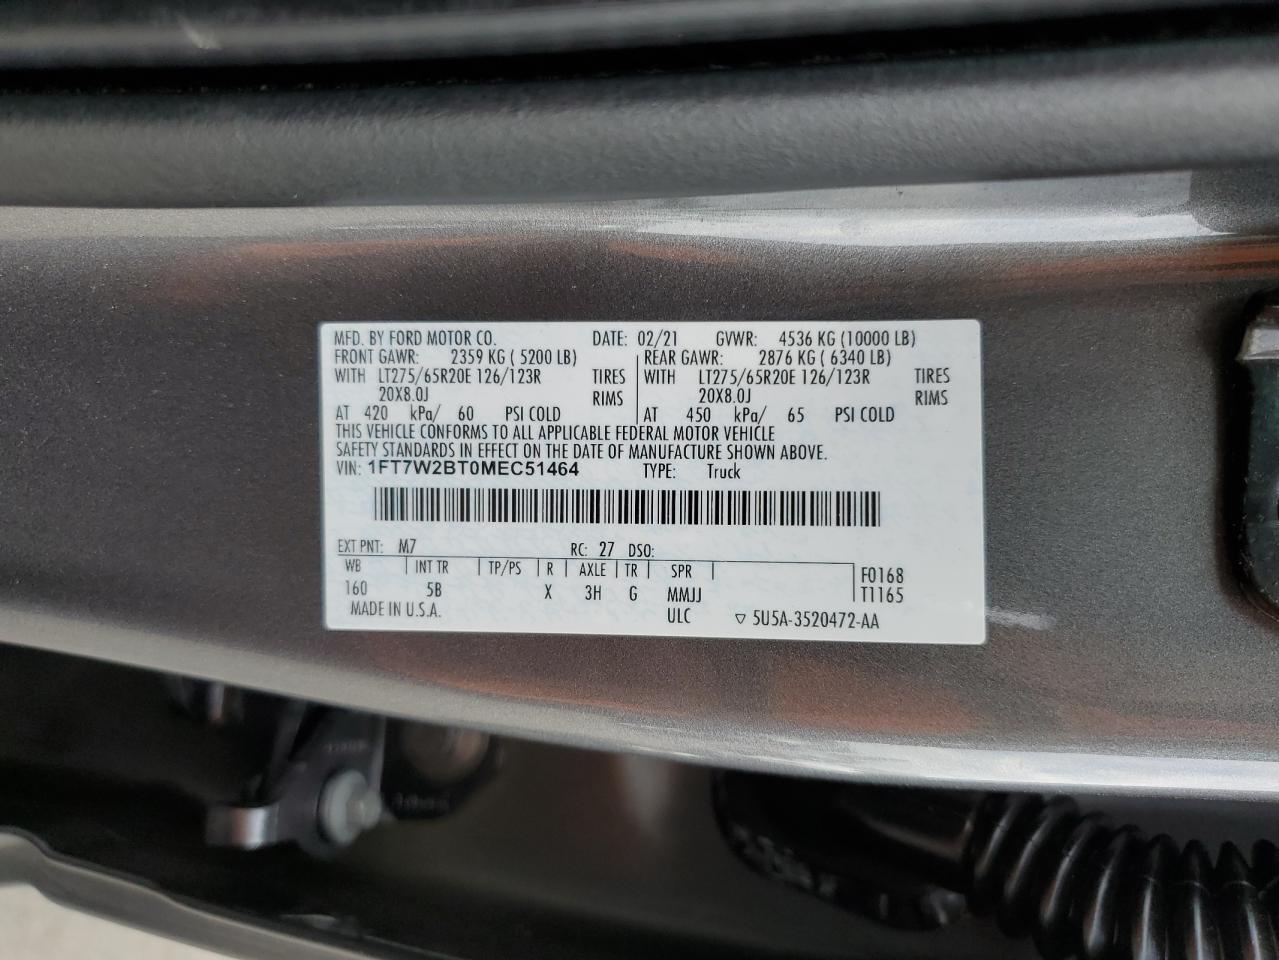 MFD. BY FORD MOTOR CO. DATE: 02/21 GVWR: 4536 KG (10000 LB)
FRONT GAWR: 2359 KG ( 5200 LB) REAR GAWR: 2876 KG ( 6340 LB)
WITH LT275/65R20E 126/123R TIRES WITH LT275/65R20E 126/123R TIRES
20X8.0J RIMS 20X8.0J RIMS
AT 420 kPa/ 60 PSI COLD AT 450 kPa/ 65 PSI COLD
THIS VEHICLE CONFORMS TO ALL APPLICABLE FEDERAL MOTOR VEHICLE
SAFETY STANDARDS IN EFFECT ON THE DATE OF MANUFACTURE SHOWN ABOVE.
VIN: 1FT7W2BT0MEC51464 TYPE: Truck
EXT PNT: M7 RC: 27 DSO:
WB INT TR TP/PS R AXLE TR SPR F0168
160 5B X 3H G MMJJ T1165
MADE IN U.S.A. ULC ▽ 5U5A-3520472-AA